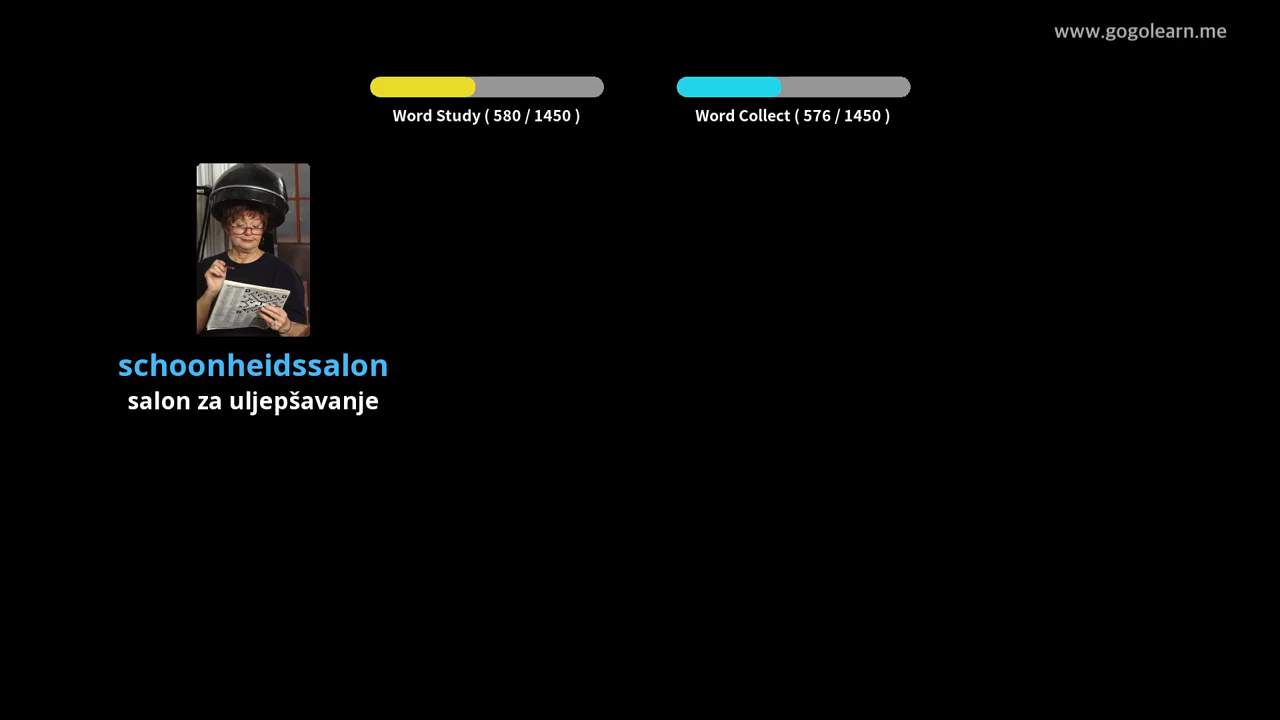 www.gogolearn.me
Word Study ( 580 / 1450 )
Word Collect ( 576 / 1450 )
schoonheidssalon
salon za uljepšavanje